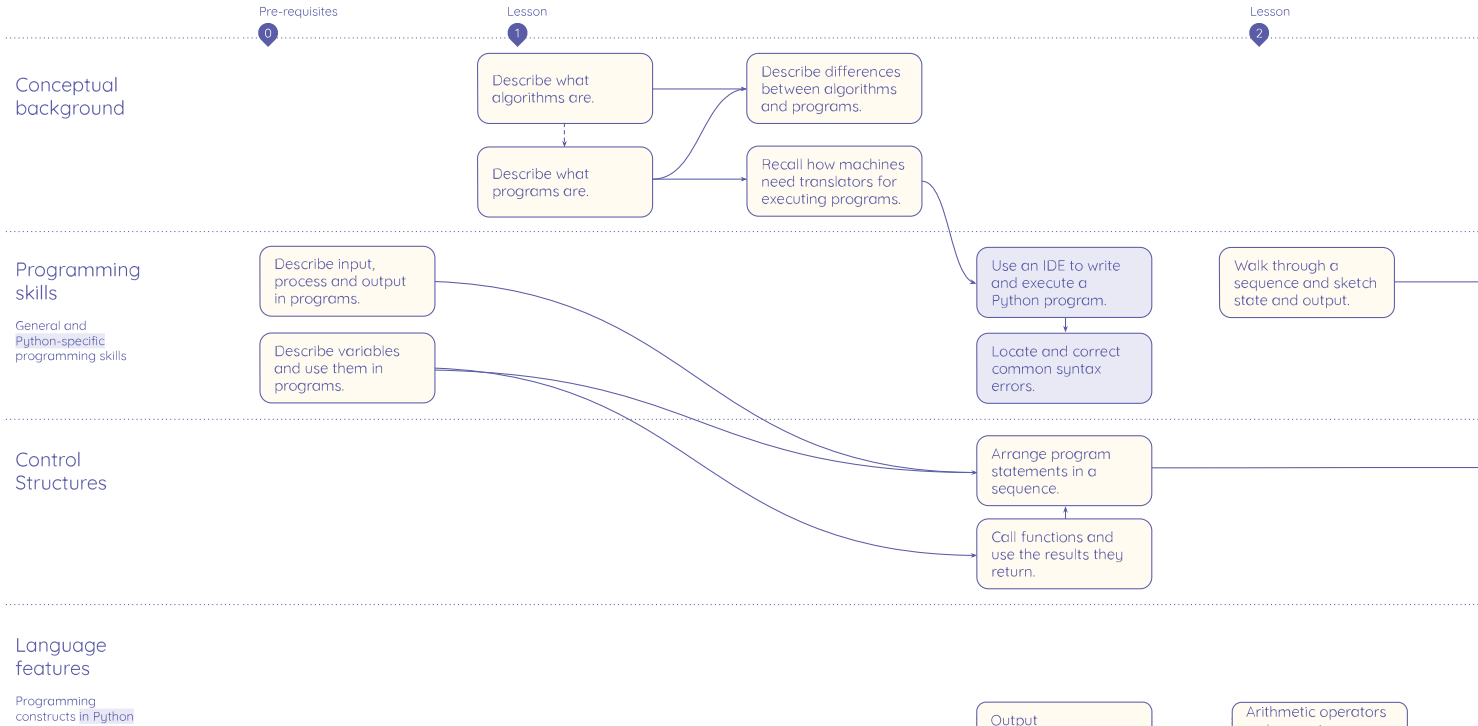 Pre-requisites
0
Lesson
1
Lesson
2
Conceptual
background
Describe what
algorithms are.
Describe differences
between algorithms
and programs.
Describe what
programs are.
Recall how machines
need translators for
executing programs.
Programming
skills
General and
Python-specific
programming skills
Describe input,
process and output
in programs.
Describe variables
and use them in
programs.
Use an IDE to write
and execute a
Python program.
Locate and correct
common syntax
errors.
Walk through a
sequence and sketch
state and output.
Control
Structures
Arrange program
statements in a
sequence.
Call functions and
use the results they
return.
Language
features
Programming
constructs in Python
Output
Arithmetic operators